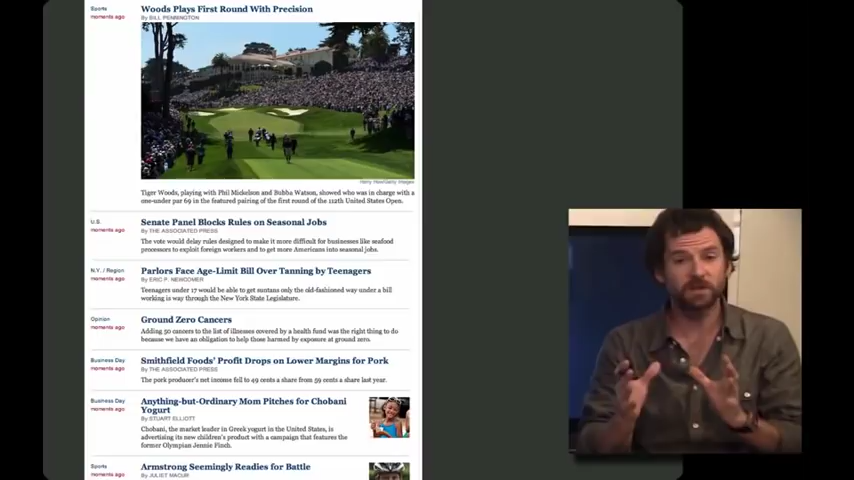 Sports
moments ago
Woods Plays First Round With Precision
By BILL PENNINGTON
Harry How/Getty Images
Tiger Woods, playing with Phil Mickelson and Bubba Watson, showed who was in charge with a
one-under par 69 in the featured pairing of the first round of the 112th United States Open.
U.S.
moments ago
Senate Panel Blocks Rules on Seasonal Jobs
By THE ASSOCIATED PRESS
The vote would delay rules designed to make it more difficult for businesses like seafood
processors to exploit foreign workers and to get more Americans into seasonal jobs.
N.Y. / Region
moments ago
Parlors Face Age-Limit Bill Over Tanning by Teenagers
By ERIC P. NEWCOMER
Teenagers under 17 would be able to get suntans only the old-fashioned way under a bill
working is way through the New York State Legislature.
Opinion
moments ago
Ground Zero Cancers
Adding 50 cancers to the list of illnesses covered by a health fund was the right thing to do
because we have an obligation to help those harmed by exposure at ground zero.
Business Day
moments ago
Smithfield Foods' Profit Drops on Lower Margins for Pork
By THE ASSOCIATED PRESS
The pork producer's net income fell to 49 cents a share from 59 cents a share last year.
Business Day
moments ago
Anything-but-Ordinary Mom Pitches for Chobani
Yogurt
By STUART ELLIOTT
Chobani, the market leader in Greek yogurt in the United States, is
advertising its new children's product with a campaign that features the
former Olympian Jennie Finch.
Sports
moments ago
Armstrong Seemingly Readies for Battle
By JULIET MACUR